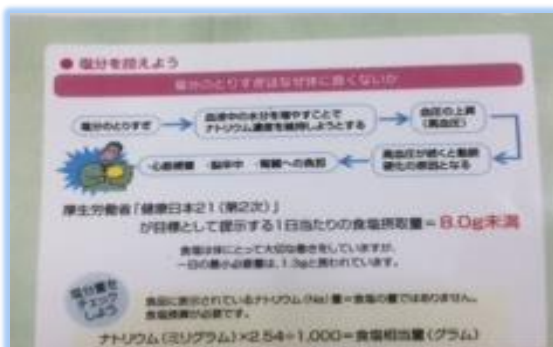 ● 塩分を控えよう
塩分のとりすぎはなぜ体に良くないか
塩分のとりすぎ
血液中の水分を増やすことで
ナトリウム濃度を維持しようとする
血圧の上昇
(高血圧)
高血圧が続くと動脈
硬化の原因となる
・心筋梗塞 ・脳卒中 ・腎臓への負担
厚生労働省「健康日本21(第2次)」
が目標として提示する1日当たりの食塩摂取量=8.0g未満
食塩は体にとって大切な働きをしていますが、
一日の最小必要量は、1.3gと言われています。
塩分量を
チェック
しよう
食品に表示されているナトリウム(Na)量=食塩の量ではありません。
食塩換算が必要です。
ナトリウム(ミリグラム)×2.54÷1,000=食塩相当量(グラム)